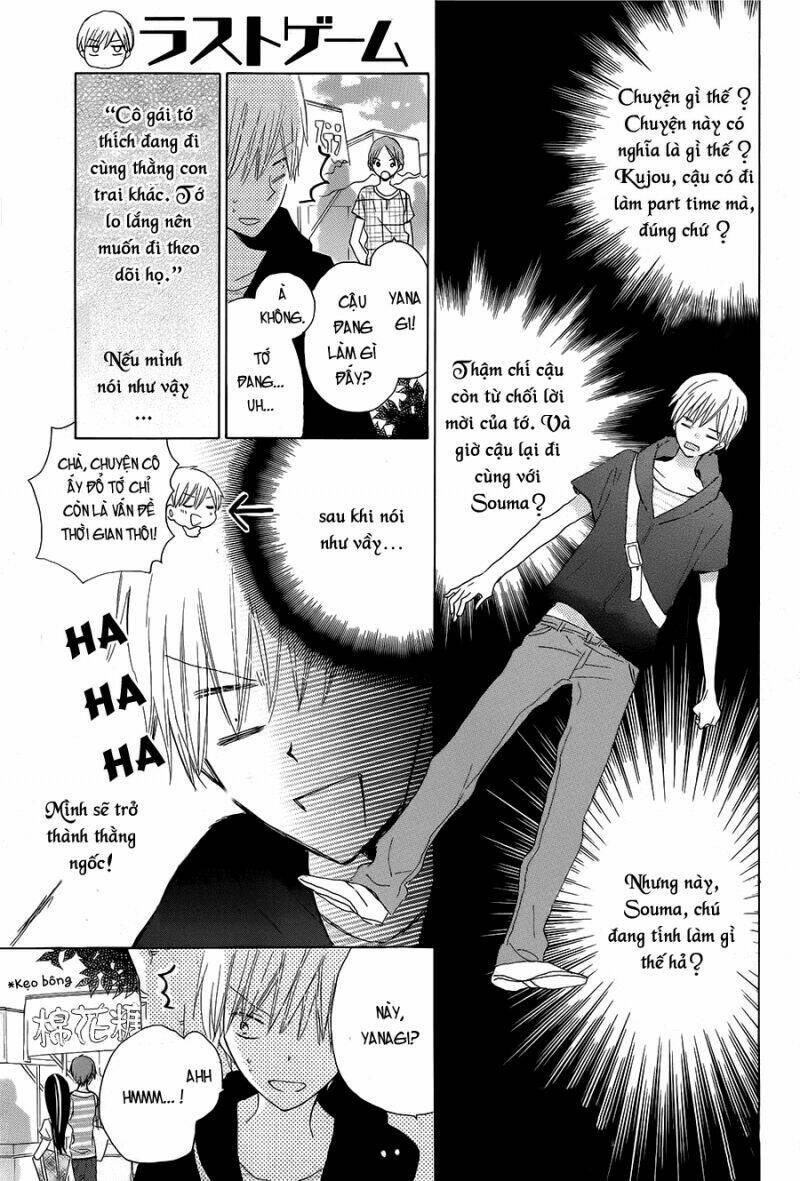 ラストゲーム
Chuyện gì thế ?
Chuyện này có
nghĩa là gì thế ?
Kujou, cậu có đi
làm part time mà,
đúng chứ ?
Thậm chí cậu
còn từ chối lời
mời của tớ. Và
giờ cậu lại đi
cùng với
Souma?
Nhưng này,
Souma, chú
đang tính làm gì
thế hả?
YANA
GI!
CẬU
ĐANG
LÀM GÌ
ĐẤY?
À
KHÔNG.
TỚ
ĐANG...
UH...
“Cô gái tớ
thích đang đi
cùng thằng con
trai khác. Tớ
lo lắng nên
muốn đi theo
dõi họ.”
Nếu mình
nói như vậy
...
sau khi nói
như vầy...
CHÀ, CHUYỆN CÔ
ẤY ĐỔ TỚ CHỈ
CÒN LÀ VẤN ĐỀ
THỜI GIAN THÔI!
HA
HA
HA
Mình sẽ trở
thành thằng
ngốc!
NÀY,
YANAGI?
AHH
HMMM...!
*Kẹo bông
棉花糖